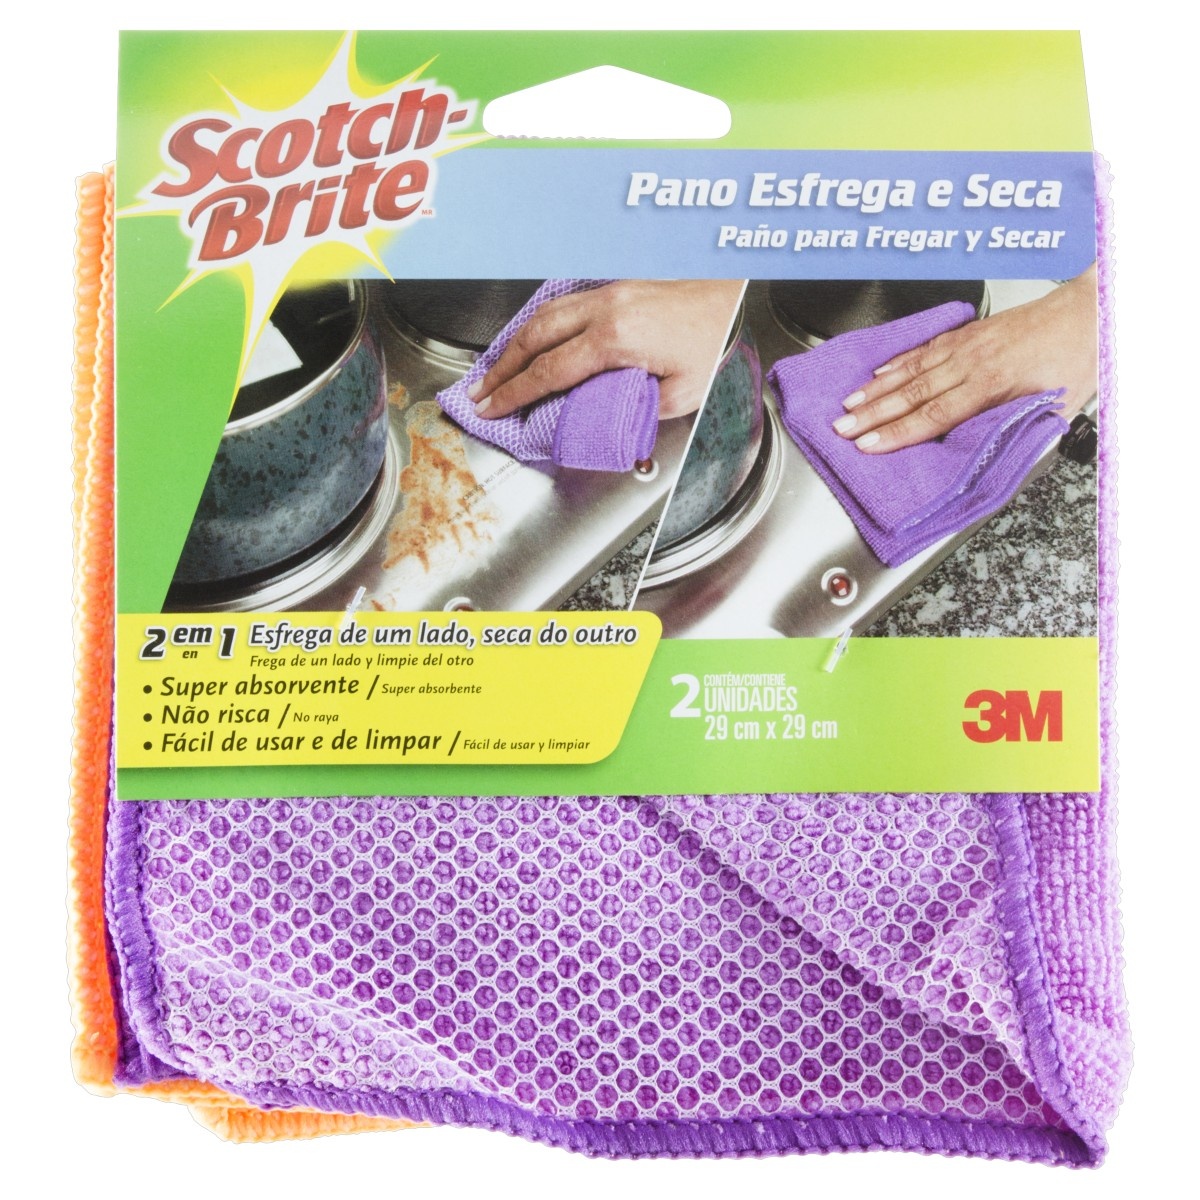 Scotch-
Brite MR
Pano Esfrega e Seca
Paño para Fregar y Secar
2 em 1 Esfrega de um lado, seca do outro
en Frega de un lado y limpie del otro
• Super absorvente / Super absorbente
• Não risca / No raya
• Fácil de usar e de limpar / Fácil de usar y limpiar
2 CONTÊM/CONTIENE
UNIDADES
29 cm x 29 cm
3M